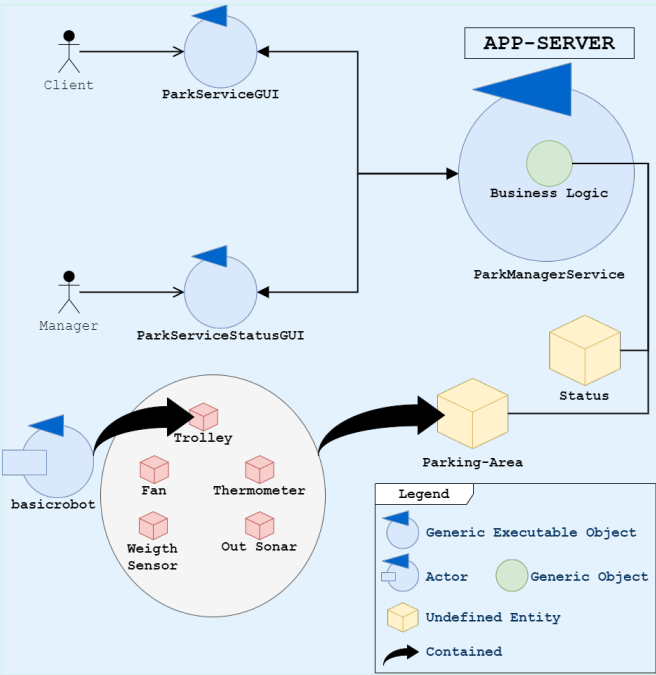 APP-SERVER
Client
ParkServiceGUI
Business Logic
ParkManagerService
Manager
ParkServiceStatusGUI
Status
Trolley
Parking-Area
Fan
Thermometer
basicrobot
Weigth
Sensor
Out Sonar
Legend
Generic Executable Object
Actor
Generic Object
Undefined Entity
Contained